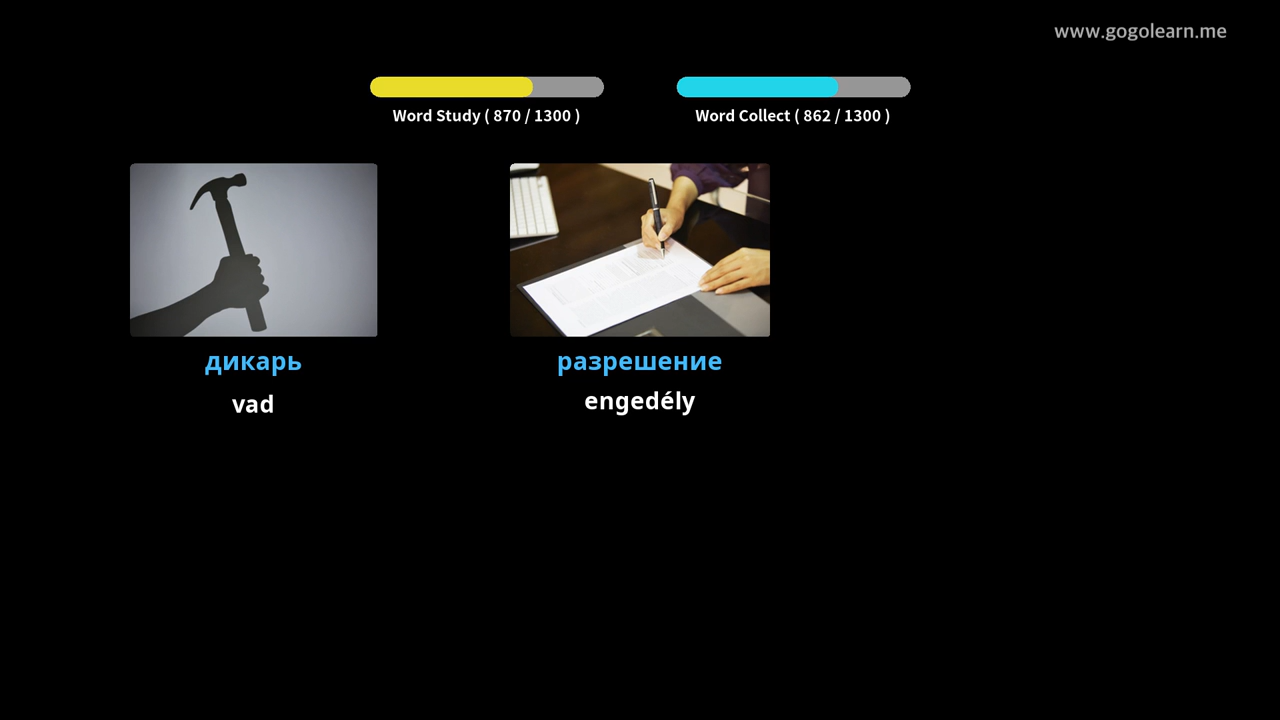 www.gogolearn.me
Word Study ( 870 / 1300 )
Word Collect ( 862 / 1300 )
дикарь
vad
разрешение
engedély